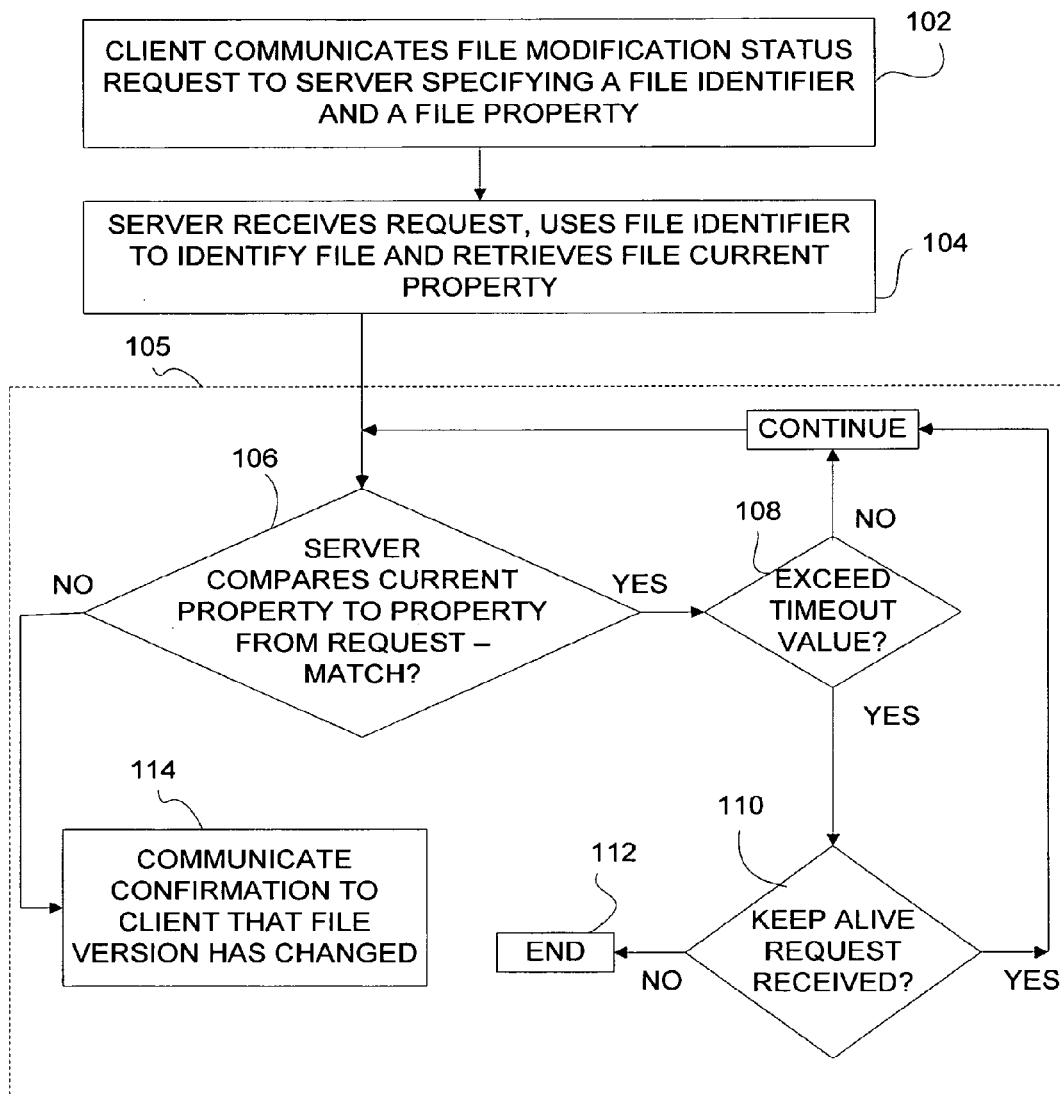 102
CLIENT COMMUNICATES FILE MODIFICATION STATUS
REQUEST TO SERVER SPECIFYING A FILE IDENTIFIER
AND A FILE PROPERTY
SERVER RECEIVES REQUEST, USES FILE IDENTIFIER
TO IDENTIFY FILE AND RETRIEVES FILE CURRENT
PROPERTY
104
105
CONTINUE
106
108
NO
NO
SERVER
COMPARES CURRENT
PROPERTY TO PROPERTY
FROM REQUEST –
MATCH?
YES
EXCEED
TIMEOUT
VALUE?
YES
114
COMMUNICATE
CONFIRMATION TO
CLIENT THAT FILE
VERSION HAS CHANGED
110
112
END
NO
KEEP ALIVE
REQUEST
RECEIVED?
YES